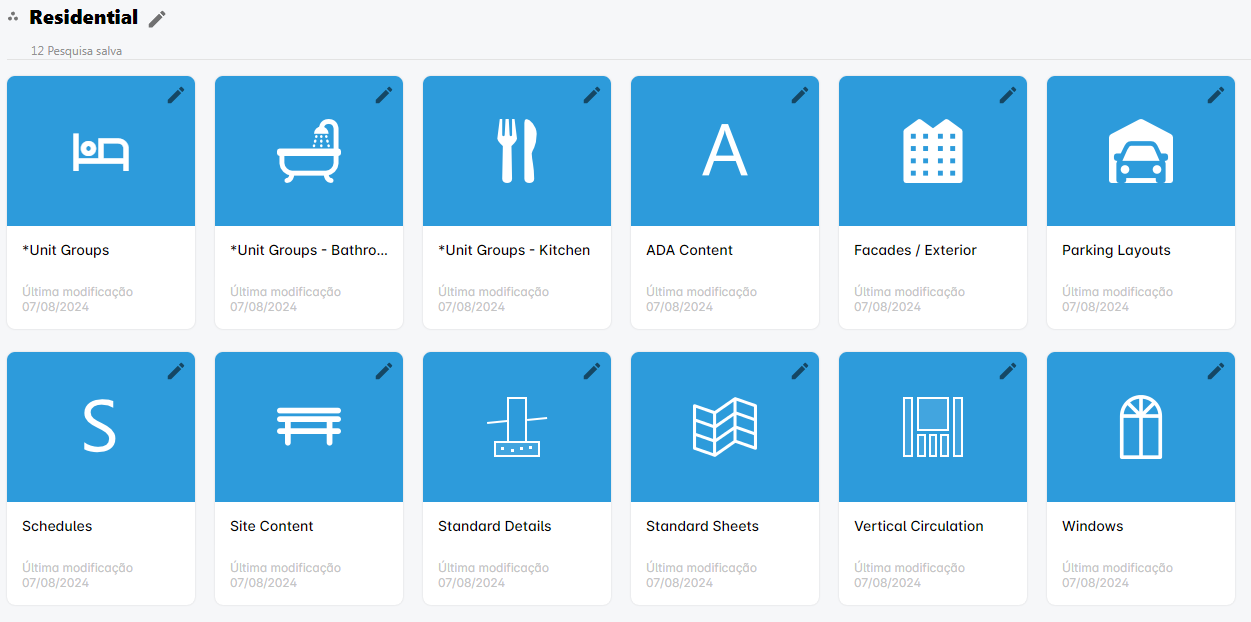 Residential
12 Pesquisa salva
*Unit Groups
*Unit Groups - Bathro...
*Unit Groups - Kitchen
A
ADA Content
Facades / Exterior
Parking Layouts
Última modificação
07/08/2024
Última modificação
07/08/2024
Última modificação
07/08/2024
Última modificação
07/08/2024
Última modificação
07/08/2024
Última modificação
07/08/2024
S
Schedules
Site Content
Standard Details
Standard Sheets
Vertical Circulation
Windows
Última modificação
07/08/2024
Última modificação
07/08/2024
Última modificação
07/08/2024
Última modificação
07/08/2024
Última modificação
07/08/2024
Última modificação
07/08/2024